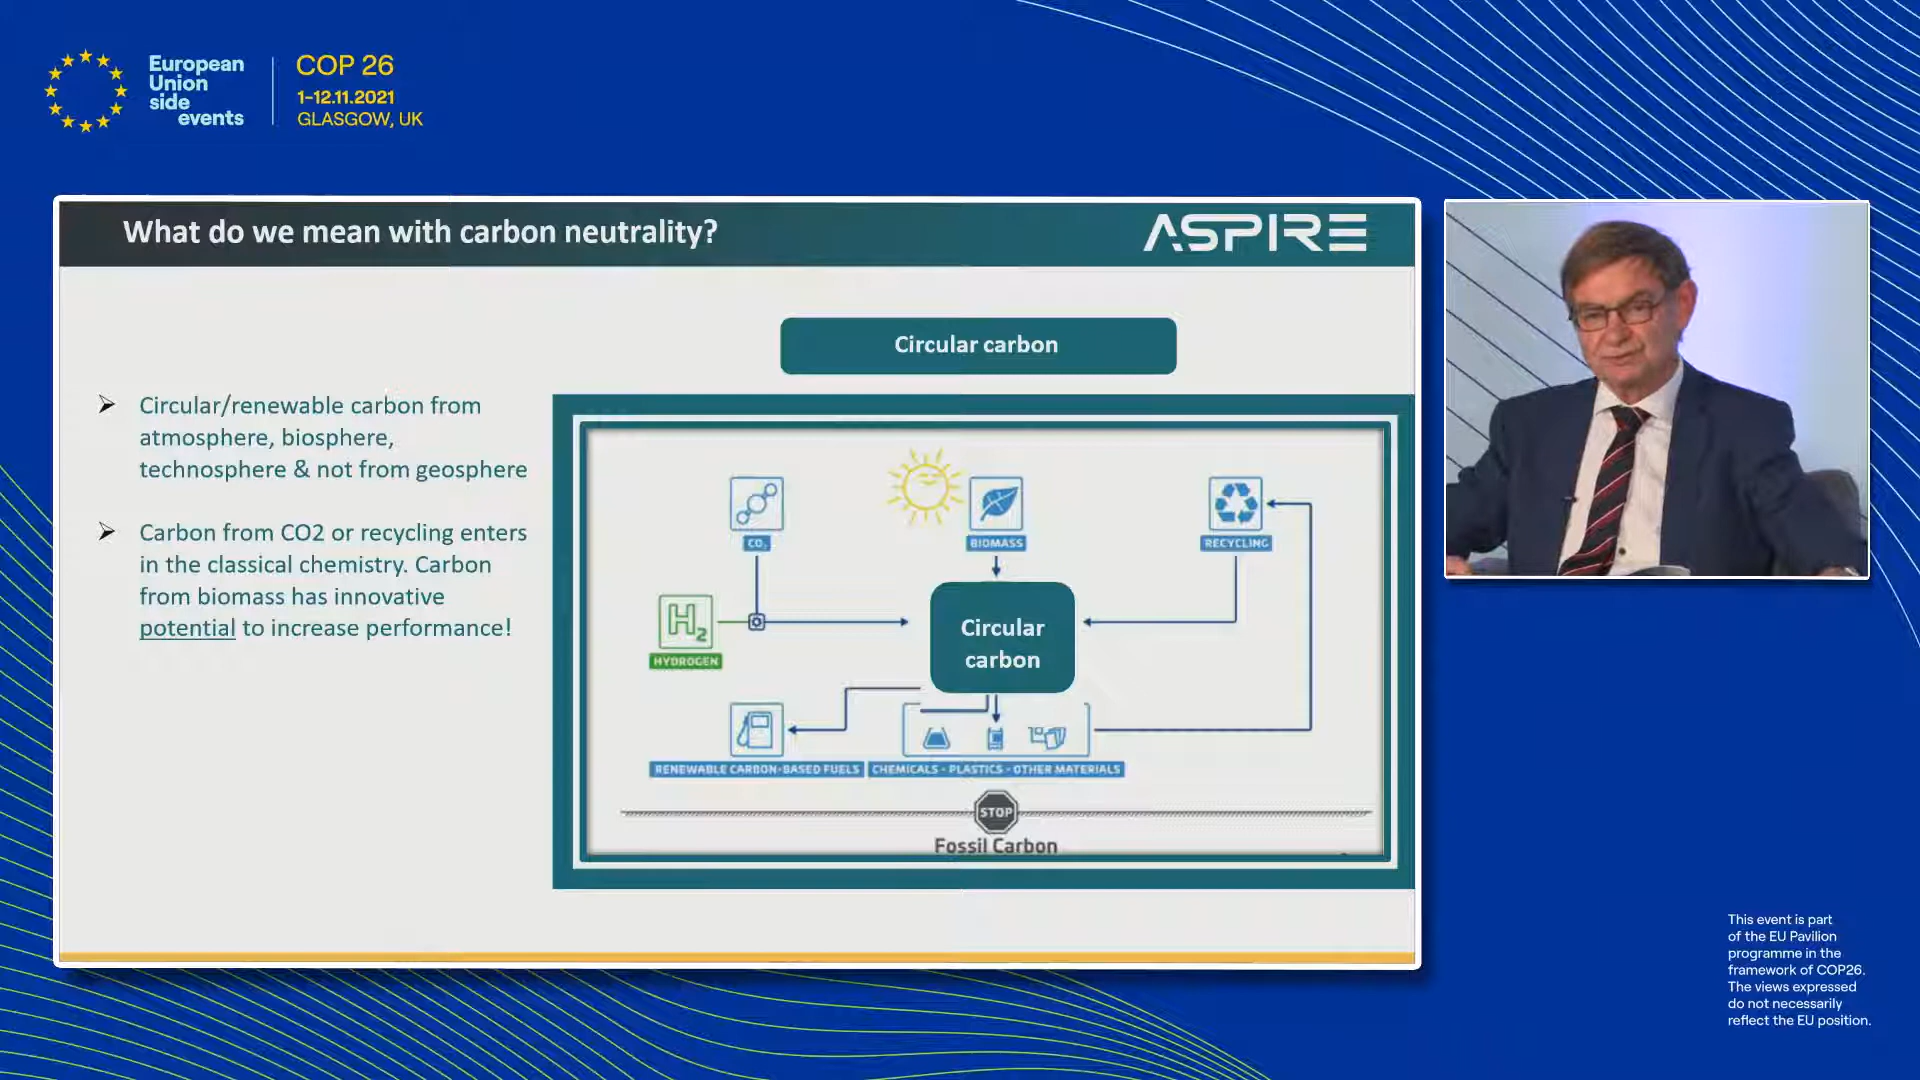 European
Union
side
events
COP 26
1-12.11.2021
GLASGOW, UK
What do we mean with carbon neutrality?
ASPIRE
Circular carbon
Circular/renewable carbon from
atmosphere, biosphere,
technosphere & not from geosphere
Carbon from CO2 or recycling enters
in the classical chemistry. Carbon
from biomass has innovative
potential to increase performance!
CO₂
BIOMASS
RECYCLING
H₂
HYDROGEN
Circular
carbon
RENEWABLE CARBON-BASED FUELS
CHEMICALS - PLASTICS - OTHER MATERIALS
STOP
Fossil Carbon
This event is part
of the EU Pavilion
programme in the
framework of COP26.
The views expressed
do not necessarily
reflect the EU position.